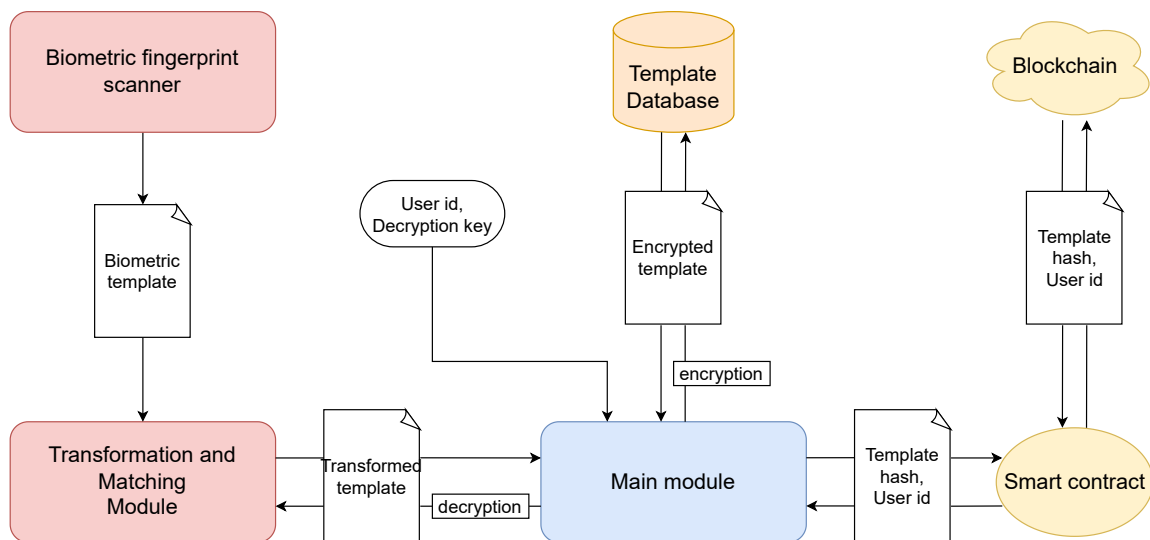 Biometric fingerprint
scanner
Template
Database
Blockchain
User id,
Decryption key
Biometric
template
Encrypted
template
Template
hash,
User id
encryption
Transformation and
Matching
Module
Transformed
template
decryption
Main module
Template
hash,
User id
Smart contract